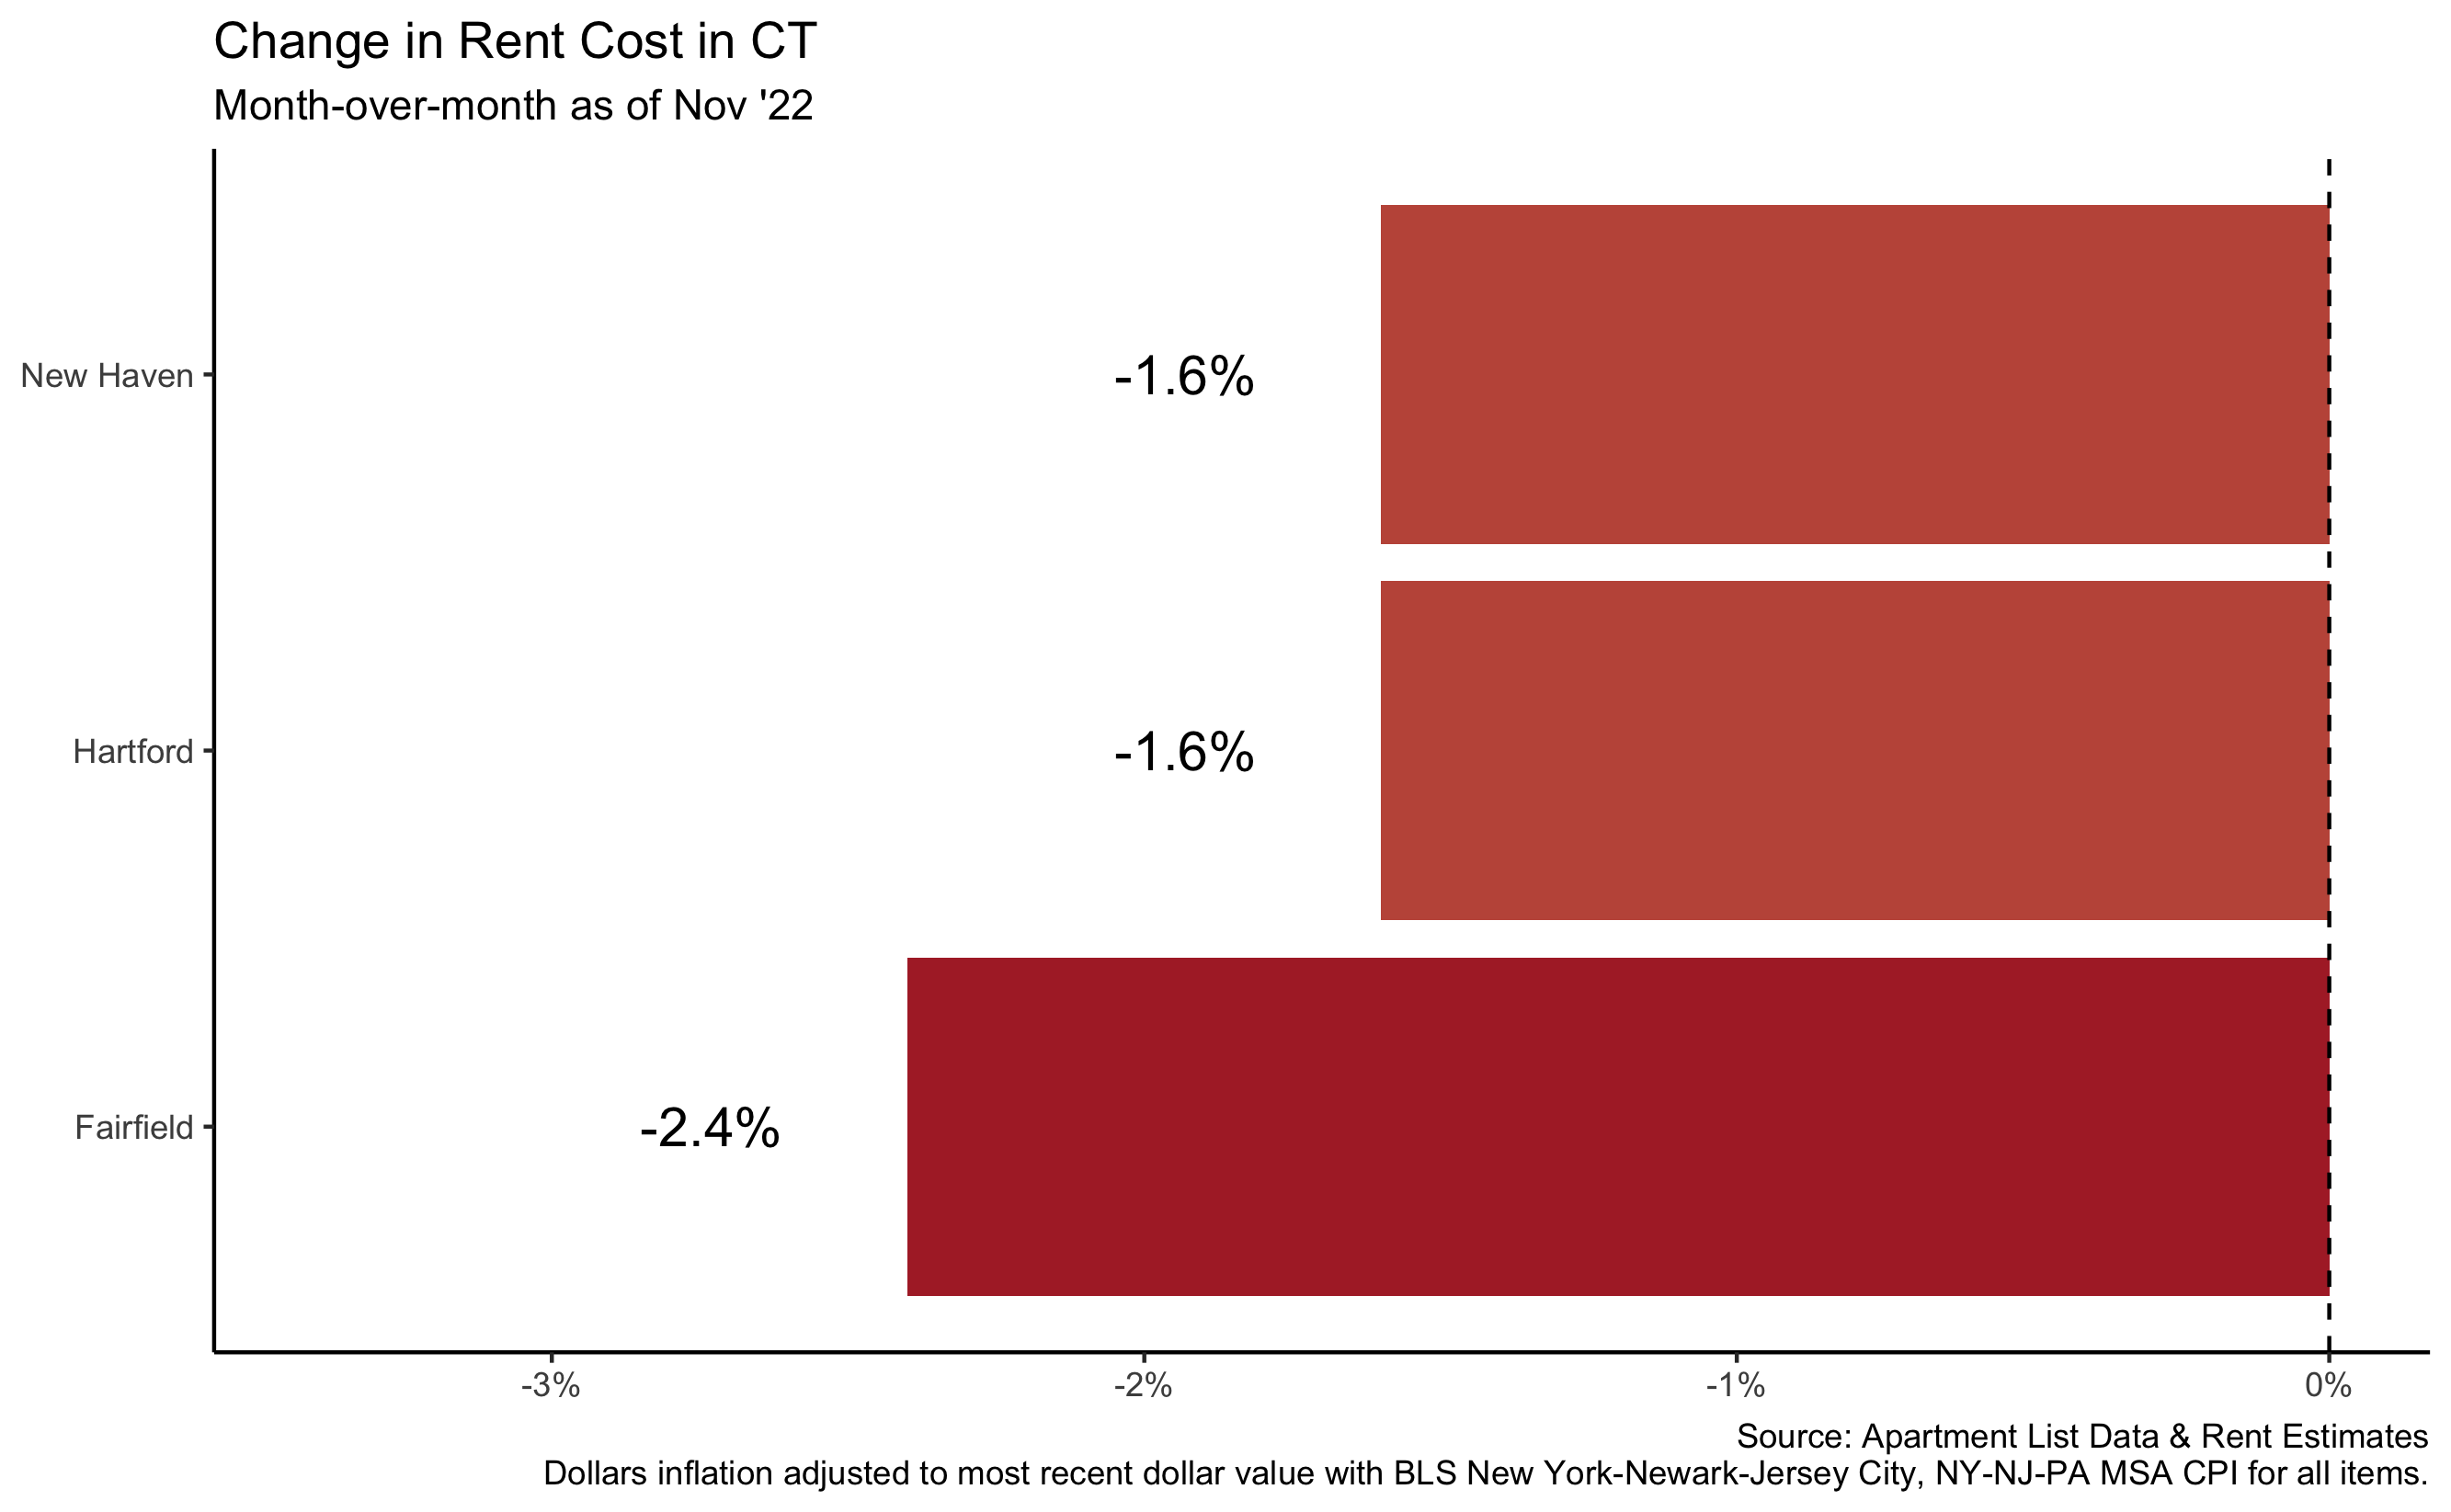 Change in Rent Cost in CT
Month-over-month as of Nov '22
New Haven
-1.6%
Hartford
-1.6%
Fairfield
-2.4%
-3%
-2%
-1%
0%
Source: Apartment List Data & Rent Estimates
Dollars inflation adjusted to most recent dollar value with BLS New York-Newark-Jersey City, NY-NJ-PA MSA CPI for all items.